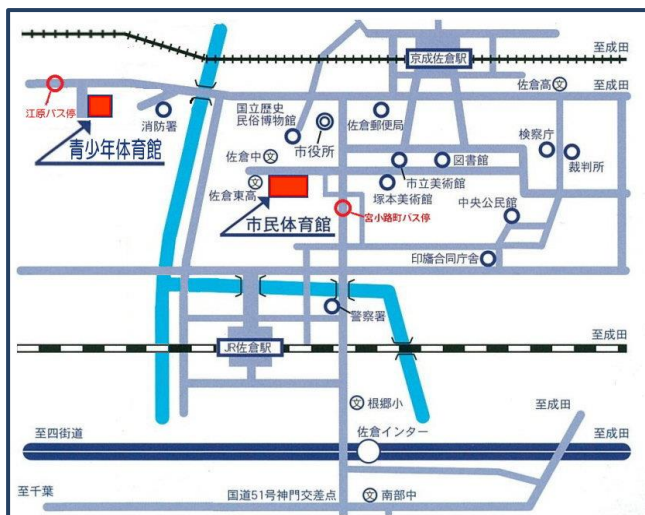 至成田
京成佐倉駅
佐倉高 文
至成田
江原バス停
消防署
国立歴史
民俗博物館
市役所
佐倉郵便局
検察庁
裁判所
青少年体育館
佐倉中 文
図書館
市立美術館
文
佐倉東高
塚本美術館
市民体育館
宮小路町バス停
中央公民館
印旛合同庁舎
警察署
至成田
JR佐倉駅
文 根郷小
至成田
至四街道
佐倉インター
至成田
至千葉
国道51号神門交差点
文 南部中